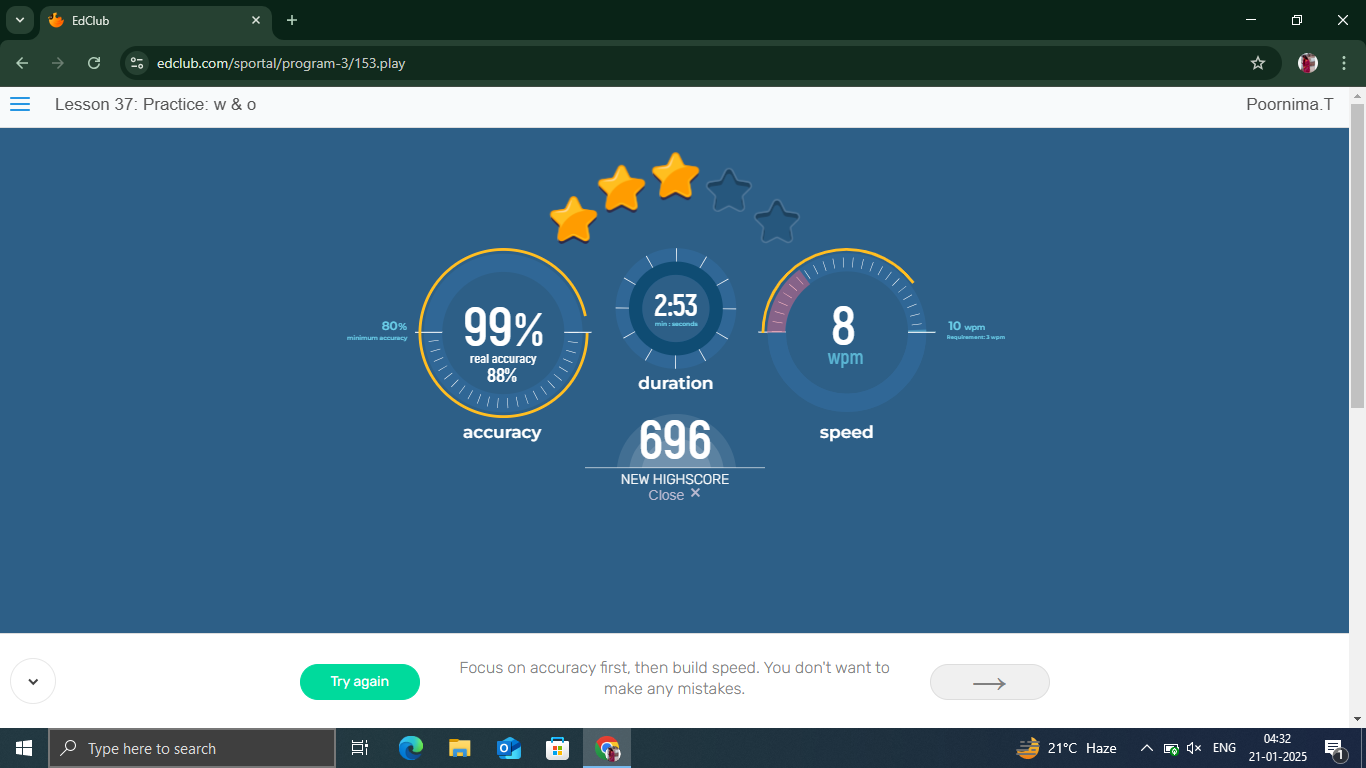 EdClub
edclub.com/sportal/program-3/153.play
Lesson 37: Practice: w & o
Poornima.T
80%
minimum accuracy
99%
real accuracy
88%
accuracy
2:53
min : seconds
duration
696
NEW HIGHSCORE
Close ×
8
wpm
speed
10 wpm
Requirement: 3 wpm
Try again
Focus on accuracy first, then build speed. You don't want to
make any mistakes.
Type here to search
21°C Haze
ENG
04:32
21-01-2025
1